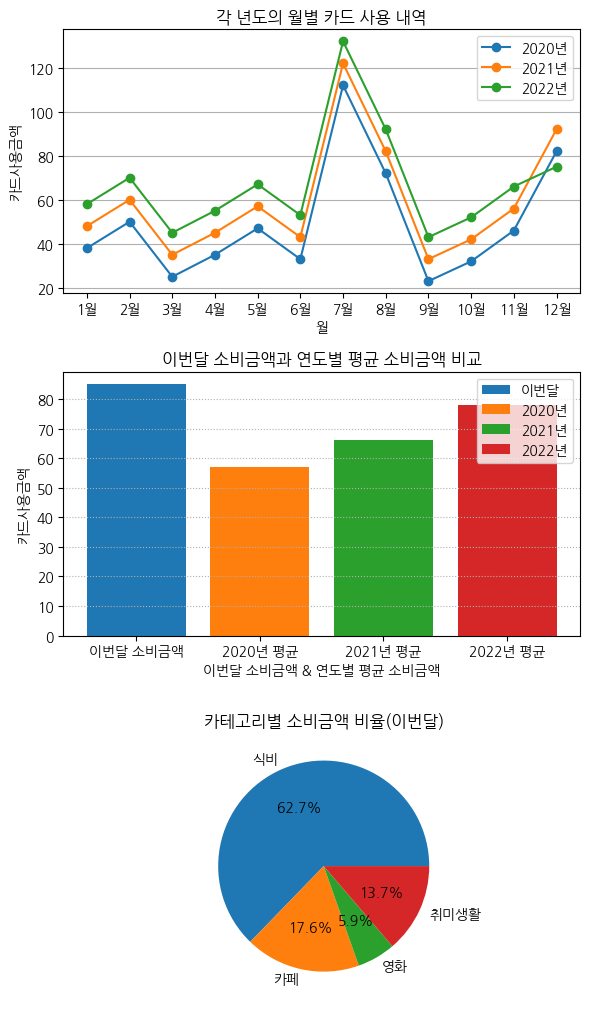 각 년도의 월별 카드 사용 내역
2020년
2021년
2022년
카드사용금액
120
100
80
60
40
20
1월 2월 3월 4월 5월 6월 7월 8월 9월 10월 11월 12월
월
이번달 소비금액과 연도별 평균 소비금액 비교
이번달
2020년
2021년
2022년
카드사용금액
80
70
60
50
40
30
20
10
0
이번달 소비금액 2020년 평균 2021년 평균 2022년 평균
이번달 소비금액 & 연도별 평균 소비금액
카테고리별 소비금액 비율(이번달)
식비
62.7%
13.7%
취미생활
5.9%
17.6%
영화
카페